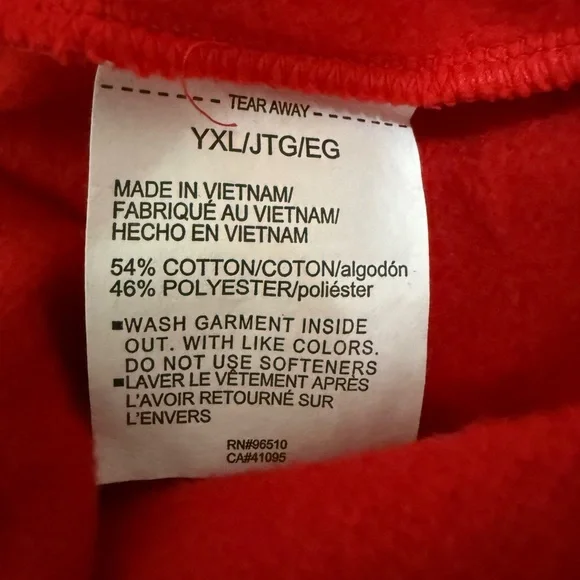 TEAR AWAY
YXL/JTG/EG
MADE IN VIETNAM/
FABRIQUÉ AU VIETNAM/
HECHO EN VIETNAM
54% COTTON/COTON/algodón
46% POLYESTER/poliéster
▪WASH GARMENT INSIDE
OUT. WITH LIKE COLORS.
DO NOT USE SOFTENERS
▪LAVER LE VÊTEMENT APRÈS
L'AVOIR RETOURNÉ SUR
L'ENVERS
RN#96510
CA#41095